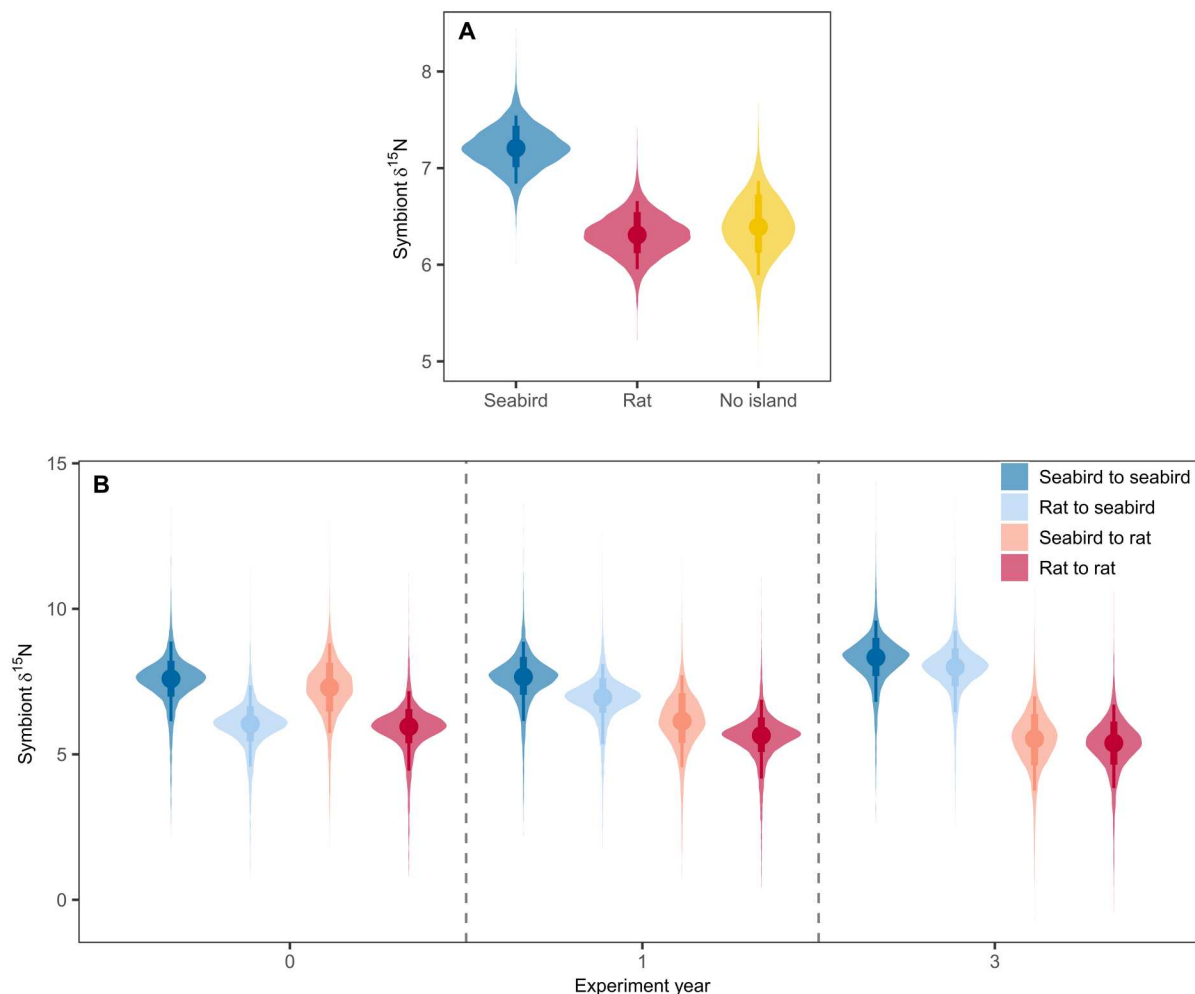 A
8
7
6
5
Symbiont δ¹⁵N
Seabird
Rat
No island
B
15
10
5
0
Symbiont δ¹⁵N
Seabird to seabird
Rat to seabird
Seabird to rat
Rat to rat
0
1
3
Experiment year